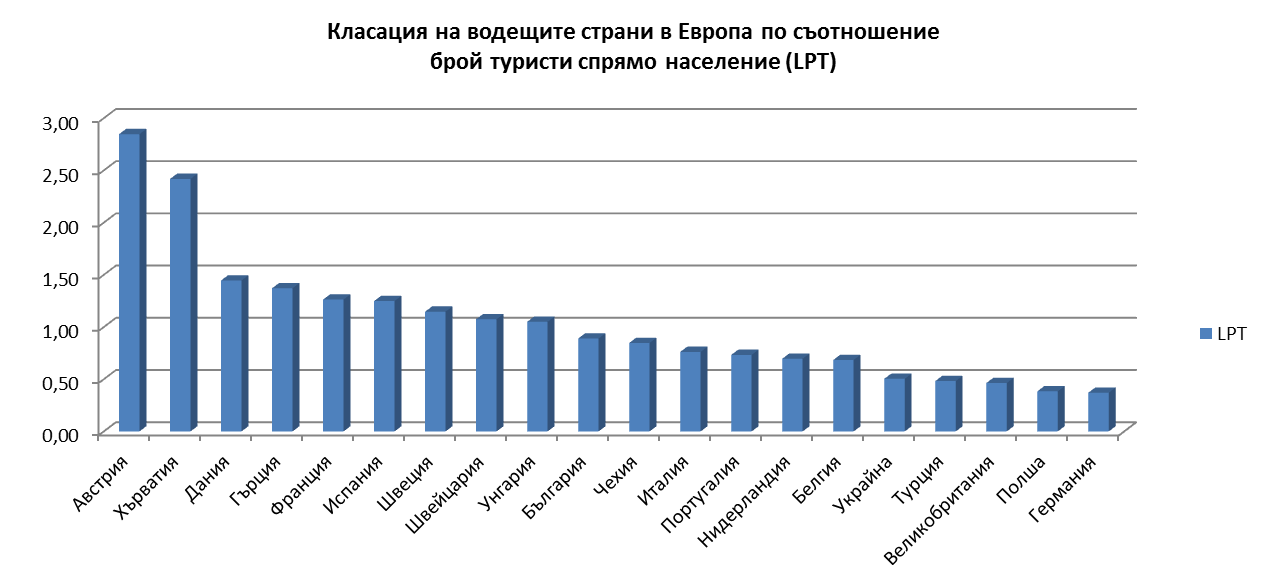 Класация на водещите страни в Европа по съотношение
брой туристи спрямо население (LPT)
3,00
2,50
2,00
1,50
1,00
0,50
0,00
Австрия
Хърватия
Дания
Гърция
Франция
Испания
Швеция
Швейцария
Унгария
България
Чехия
Италия
Португалия
Нидерландия
Белгия
Украйна
Турция
Великобритания
Полша
Германия
LPT